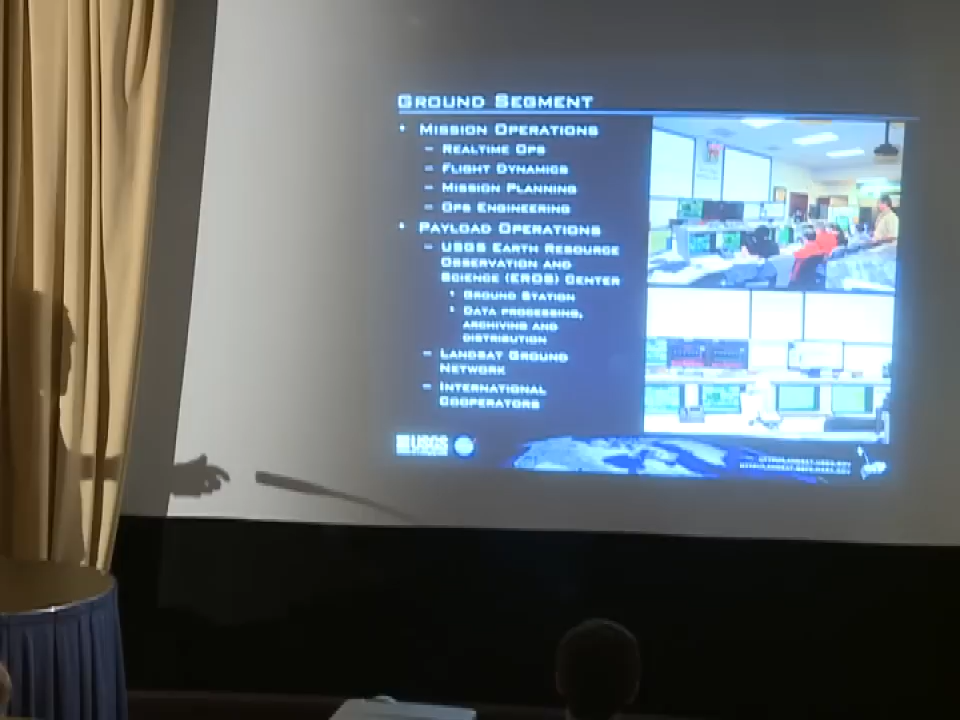 Ground Segment
• Mission Operations
– Realtime Ops
– Flight Dynamics
– Mission Planning
– Ops Engineering
• Payload Operations
– USGS Earth Resource
Observation and
Science (EROS) Center
• Ground Station
• Data processing,
archiving and
distribution
– Landsat Ground
Network
– International
Cooperators
USGS